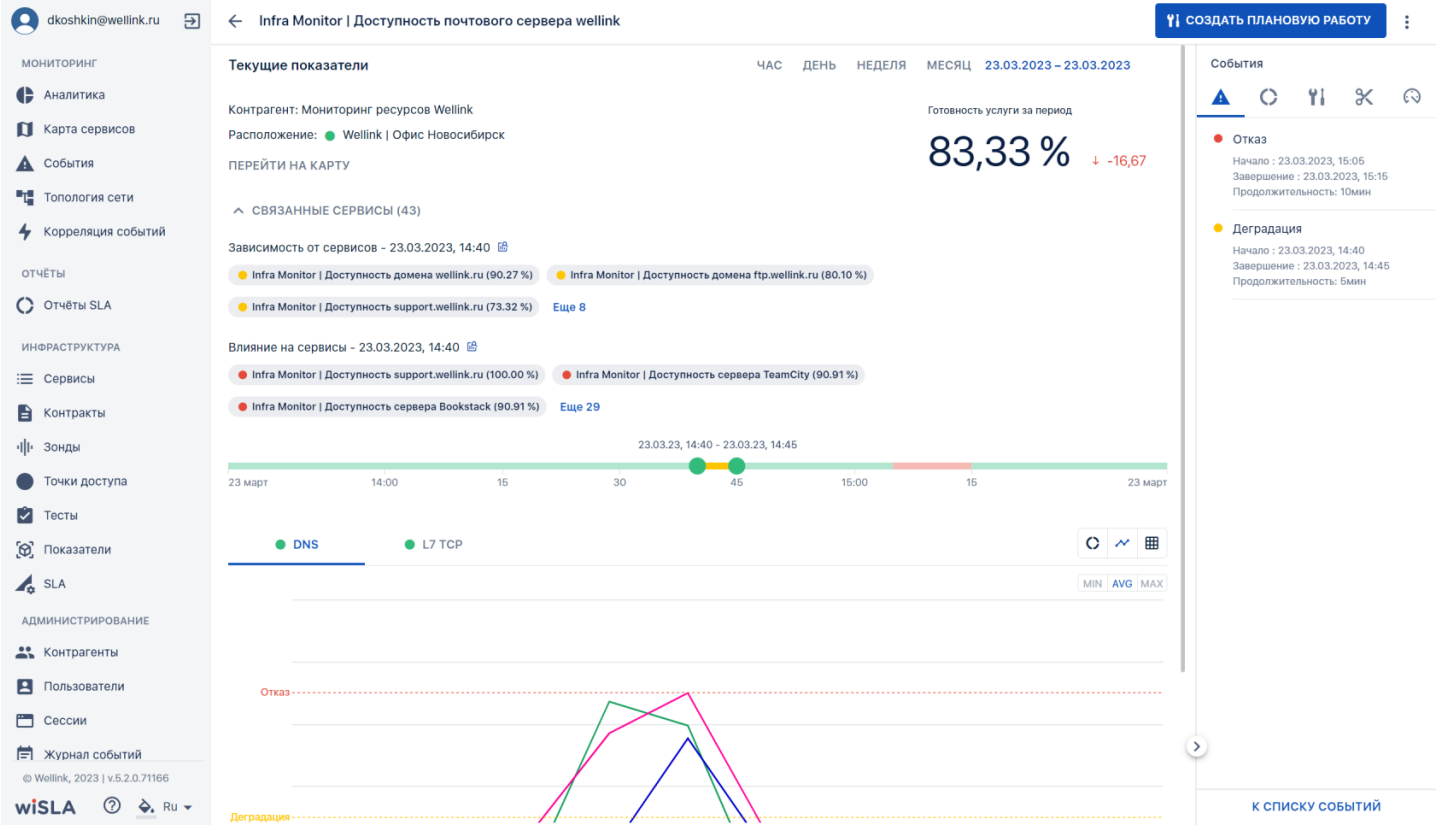 dkoshkin@wellink.ru
МОНИТОРИНГ
Аналитика
Карта сервисов
События
Топология сети
Корреляция событий
ОТЧЁТЫ
Отчёты SLA
ИНФРАСТРУКТУРА
Сервисы
Контракты
Зонды
Точки доступа
Тесты
Показатели
SLA
АДМИНИСТРИРОВАНИЕ
Контрагенты
Пользователи
Сессии
Журнал событий
© Wellink, 2023 | v.5.2.0.71166
wiSLA
Ru
Infra Monitor | Доступность почтового сервера wellink
СОЗДАТЬ ПЛАНОВУЮ РАБОТУ
Текущие показатели
ЧАС ДЕНЬ НЕДЕЛЯ МЕСЯЦ 23.03.2023 – 23.03.2023
Контрагент: Мониторинг ресурсов Wellink
Расположение: Wellink | Офис Новосибирск
ПЕРЕЙТИ НА КАРТУ
Готовность услуги за период
83,33 % ↓ -16,67
СВЯЗАННЫЕ СЕРВИСЫ (43)
Зависимость от сервисов - 23.03.2023, 14:40
Infra Monitor | Доступность домена wellink.ru (90.27 %) Infra Monitor | Доступность домена ftp.wellink.ru (80.10 %)
Infra Monitor | Доступность support.wellink.ru (73.32 %) Еще 8
Влияние на сервисы - 23.03.2023, 14:40
Infra Monitor | Доступность support.wellink.ru (100.00 %) Infra Monitor | Доступность сервера TeamCity (90.91 %)
Infra Monitor | Доступность сервера Bookstack (90.91 %) Еще 29
23.03.23, 14:40 - 23.03.23, 14:45
23 март 14:00 15 30 45 15:00 15 23 март
DNS L7 TCP
MIN AVG MAX
Отказ
Деградация
События
Отказ
Начало : 23.03.2023, 15:05
Завершение : 23.03.2023, 15:15
Продолжительность: 10мин
Деградация
Начало : 23.03.2023, 14:40
Завершение : 23.03.2023, 14:45
Продолжительность: 5мин
К СПИСКУ СОБЫТИЙ